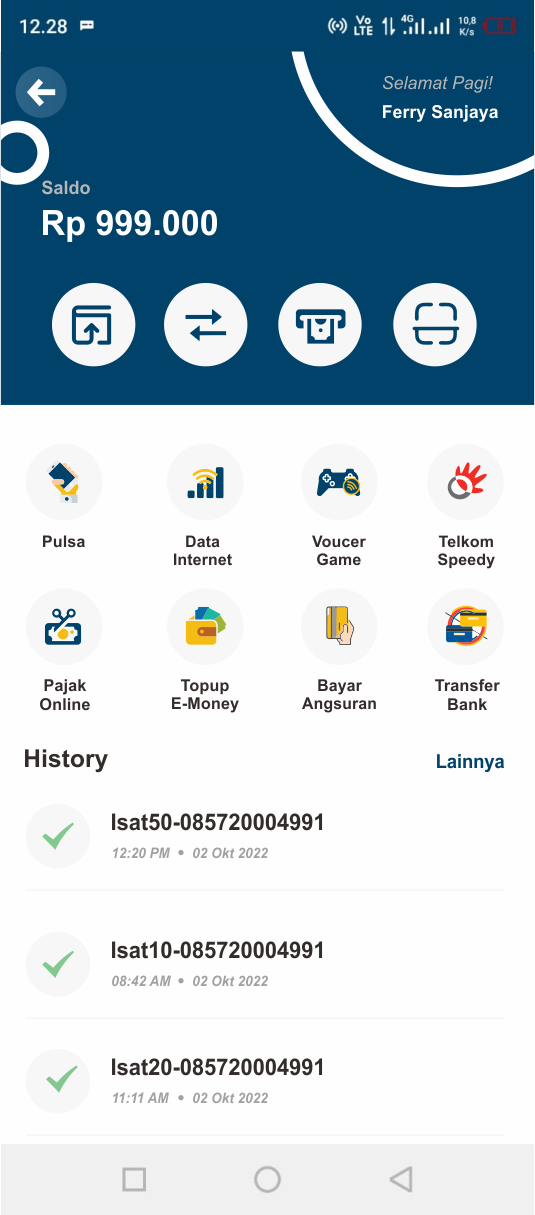 12.28
Vo
LTE
4G
10,8
K/s
Selamat Pagi!
Ferry Sanjaya
Saldo
Rp 999.000
Pulsa
Data
Internet
Voucer
Game
Telkom
Speedy
Pajak
Online
Topup
E-Money
Bayar
Angsuran
Transfer
Bank
History
Lainnya
Isat50-085720004991
12:20 PM • 02 Okt 2022
Isat10-085720004991
08:42 AM • 02 Okt 2022
Isat20-085720004991
11:11 AM • 02 Okt 2022